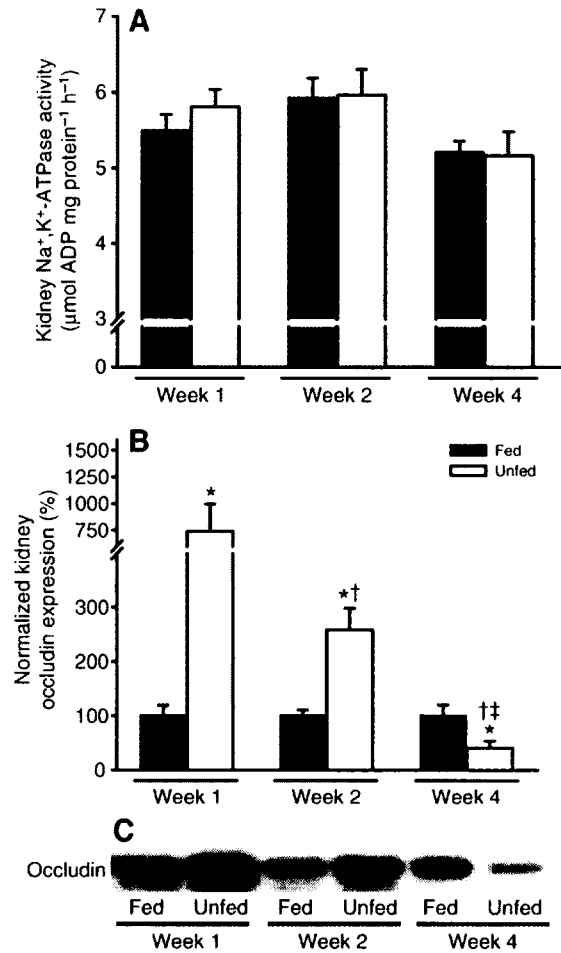 A
Kidney Na⁺,K⁺-ATPase activity
(μmol ADP mg protein⁻¹ h⁻¹)
7
6
5
4
3
0
Week 1
Week 2
Week 4
B
Normalized kidney
occludin expression (%)
1500
1250
1000
750
300
200
100
0
Fed
Unfed
*
*†
†‡
*
Week 1
Week 2
Week 4
C
Occludin
Fed Unfed Fed Unfed Fed Unfed
Week 1 Week 2 Week 4